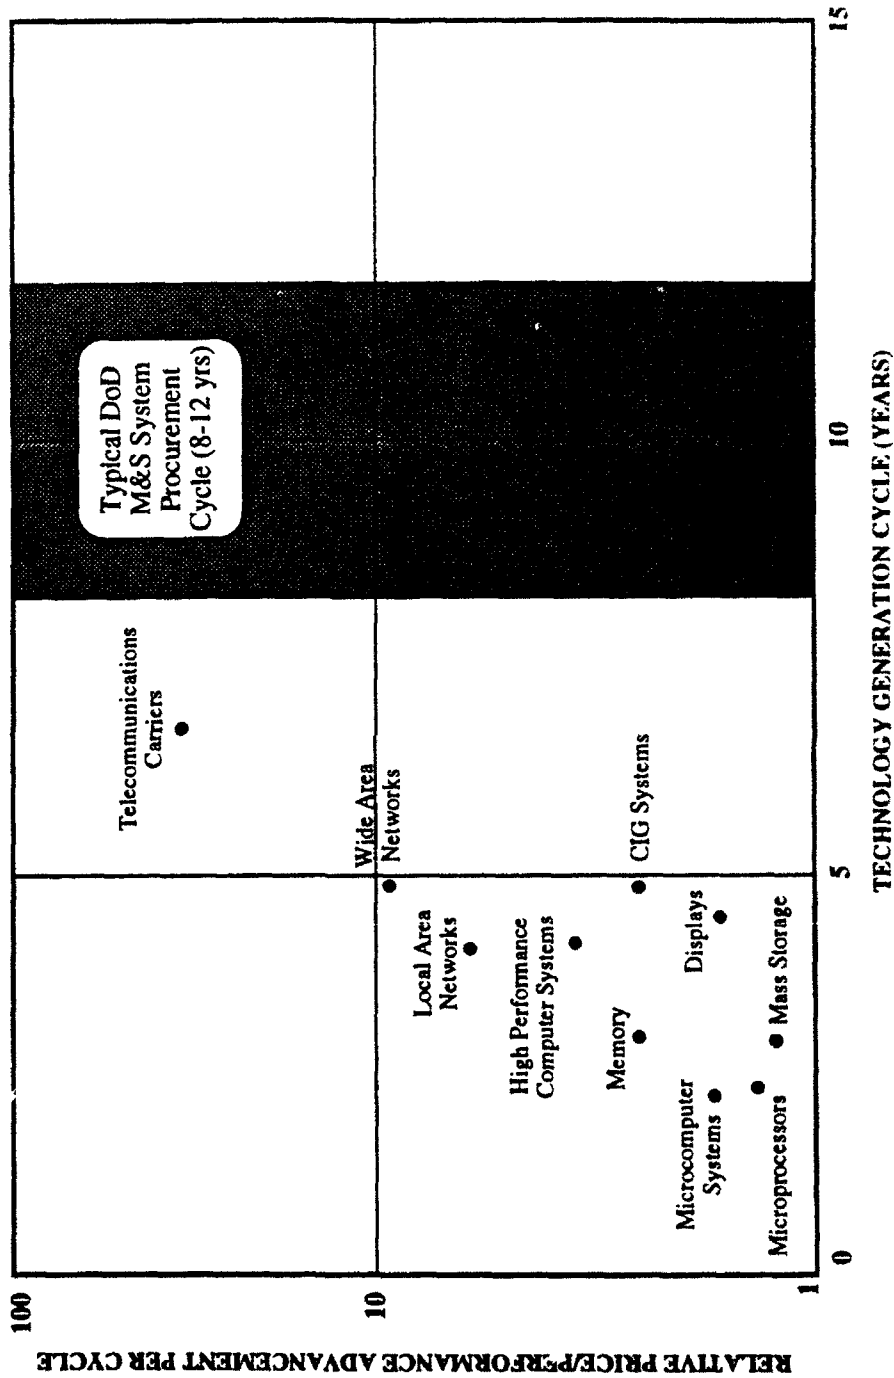 RELATIVE PRICE/PERFORMANCE ADVANCEMENT PER CYCLE
100
10
1
Telecommunications
Carriers
Typical DoD
M&S System
Procurement
Cycle (8-12 yrs)
Wide Area
Networks
Local Area
Networks
High Performance
Computer Systems
Memory
CIG Systems
Microcomputer
Systems
Displays
Microprocessors
Mass Storage
0
5
10
15
TECHNOLOGY GENERATION CYCLE (YEARS)